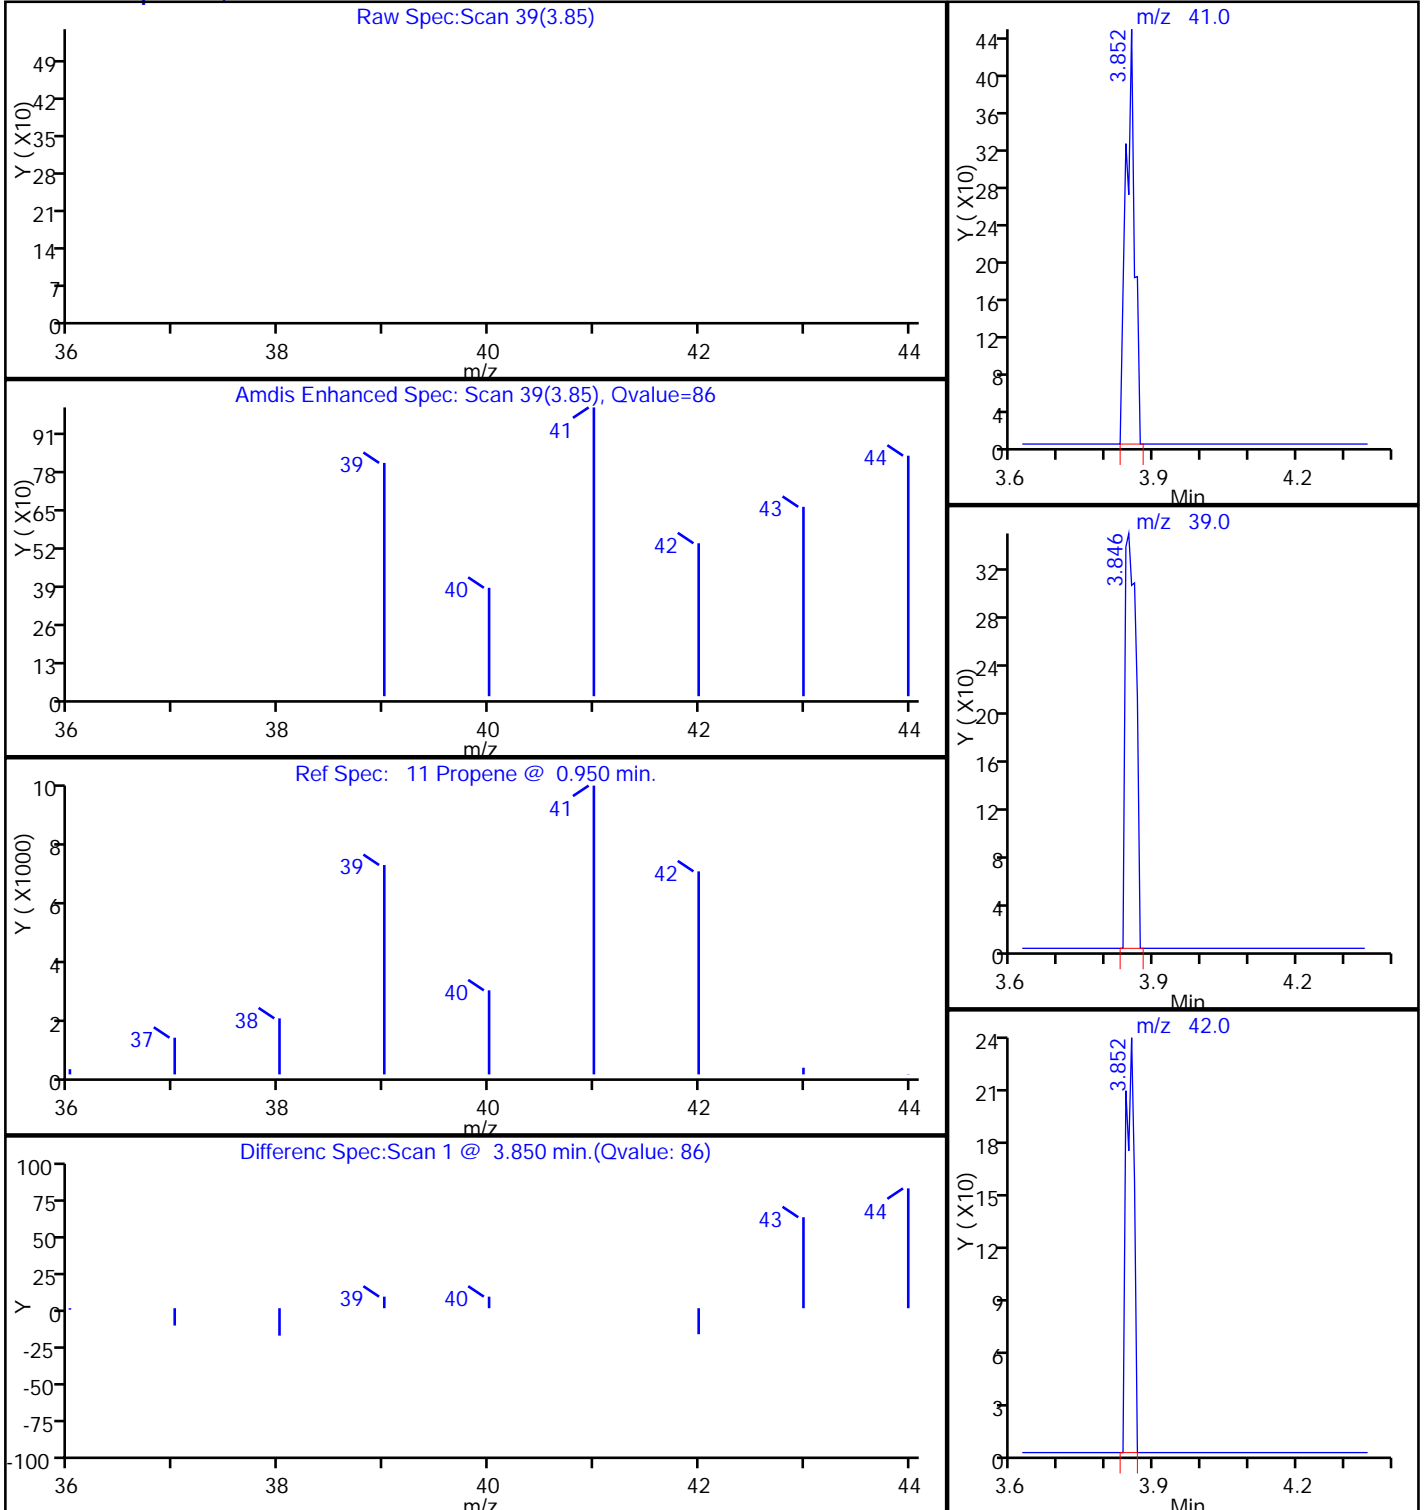 Raw Spec:Scan 39(3.85)
Y ( X10)
49
42
35
28
21
14
7
0
36 38 40 42 44
m/z
Amdis Enhanced Spec: Scan 39(3.85), Qvalue=86
Y ( X10)
91
78
65
52
39
26
13
0
39
40
41
42
43
44
36 38 40 42 44
m/z
Ref Spec: 11 Propene @ 0.950 min.
Y ( X1000)
10
8
6
4
2
0
37
38
39
40
41
42
36 38 40 42 44
m/z
Differenc Spec:Scan 1 @ 3.850 min.(Qvalue: 86)
Y
100
75
50
25
0
-25
-50
-75
-100
39
40
43
44
36 38 40 42 44
m/z
m/z 41.0
3.852
Y ( X10)
44
40
36
32
28
24
20
16
12
8
4
0
3.6 3.9 4.2
Min
m/z 39.0
3.846
Y ( X10)
32
28
24
20
16
12
8
4
0
3.6 3.9 4.2
Min
m/z 42.0
3.852
Y ( X10)
24
21
18
15
12
9
6
3
0
3.6 3.9 4.2
Min